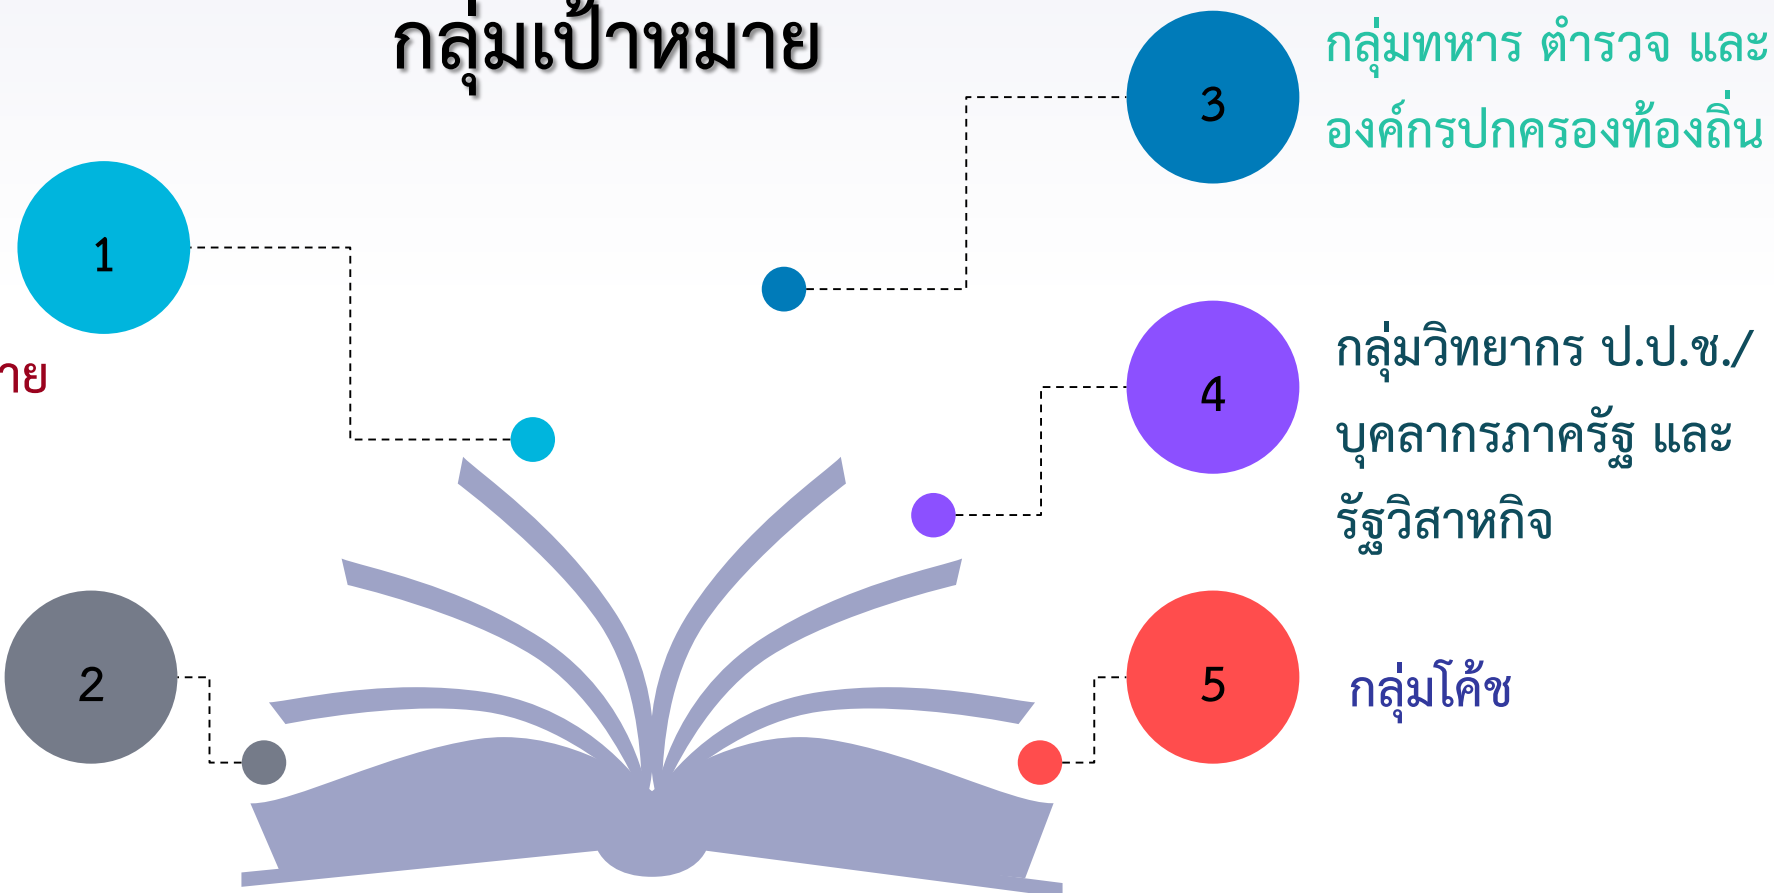 กลุ่มเป้าหมาย
1
2
3
กลุ่มทหาร ตำรวจ และ
องค์กรปกครองท้องถิ่น
4
กลุ่มวิทยากร ป.ป.ช./
บุคลากรภาครัฐ และ
รัฐวิสาหกิจ
5
กลุ่มโค้ช